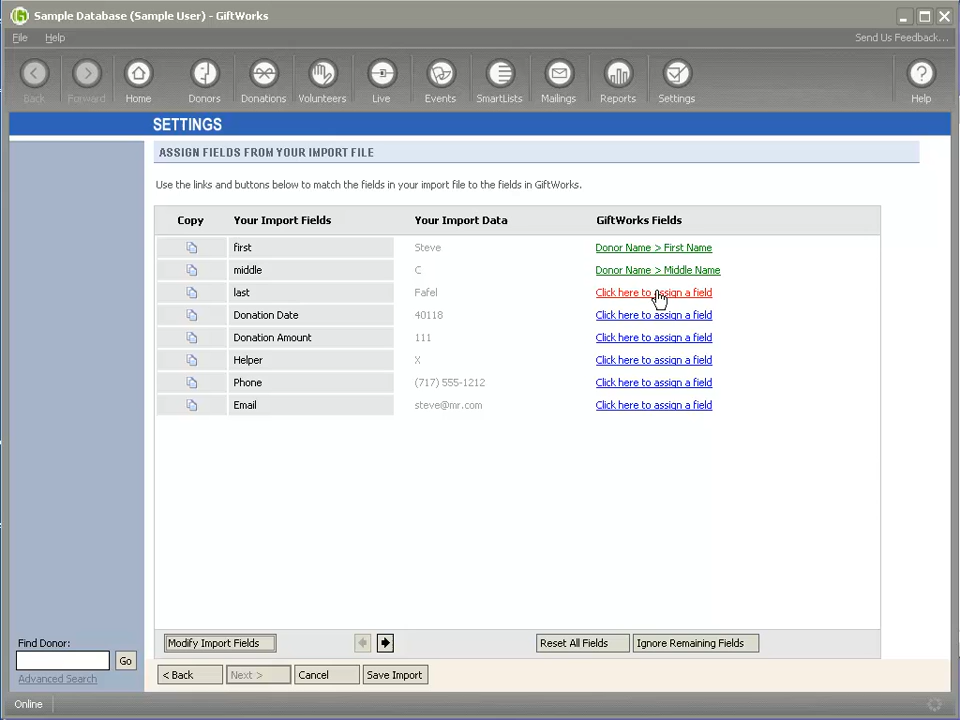 Sample Database (Sample User) - GiftWorks
File Help Send Us Feedback...
Back Forward Home Donors Donations Volunteers Live Events SmartLists Mailings Reports Settings Help
SETTINGS
ASSIGN FIELDS FROM YOUR IMPORT FILE
Use the links and buttons below to match the fields in your import file to the fields in GiftWorks.
Copy Your Import Fields Your Import Data GiftWorks Fields
first Steve Donor Name > First Name
middle C Donor Name > Middle Name
last Fafel Click here to assign a field
Donation Date 40118 Click here to assign a field
Donation Amount 111 Click here to assign a field
Helper X Click here to assign a field
Phone (717) 555-1212 Click here to assign a field
Email steve@mr.com Click here to assign a field
Find Donor: Modify Import Fields Reset All Fields Ignore Remaining Fields
Go
Advanced Search < Back Next > Cancel Save Import
Online